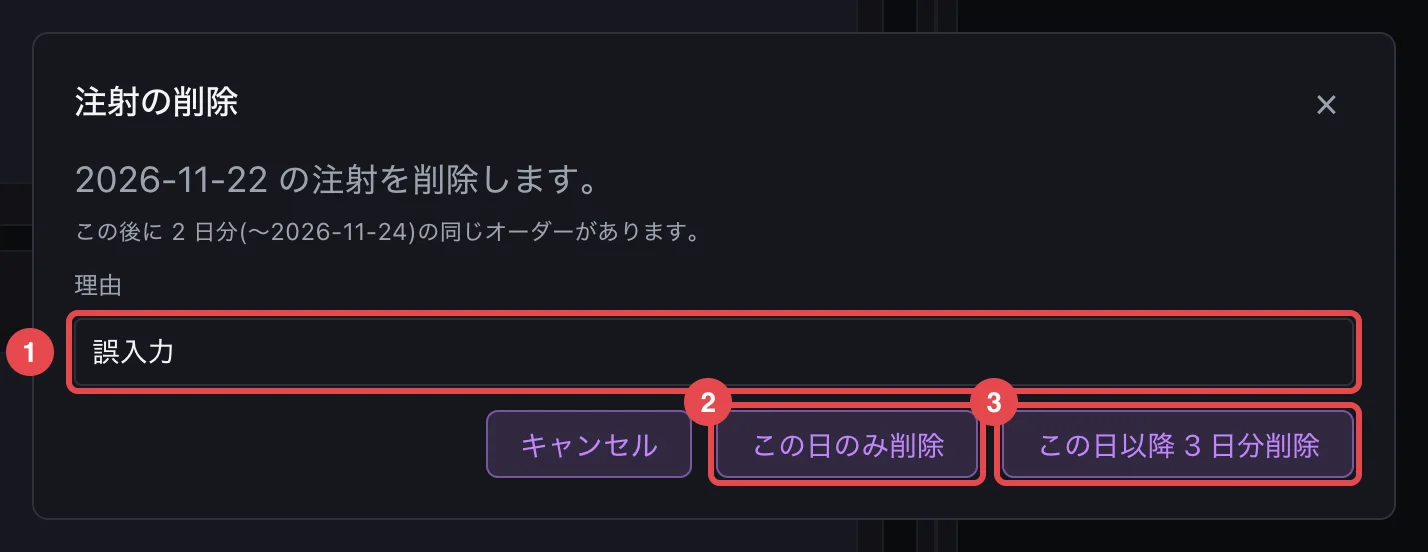 注射の削除
×
2026-11-22 の注射を削除します。
この後に 2 日分(〜2026-11-24)の同じオーダーがあります。
理由
1
誤入力
2
3
キャンセル
この日のみ削除
この日以降 3 日分削除